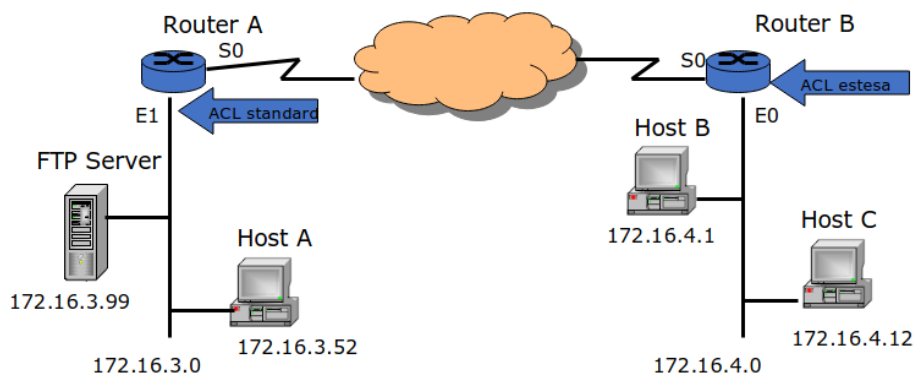 Router A
Router B
S0
S0
ACL standard
ACL estesa
E1
E0
FTP Server
Host B
172.16.4.1
Host A
Host C
172.16.3.99
172.16.3.52
172.16.4.12
172.16.3.0
172.16.4.0